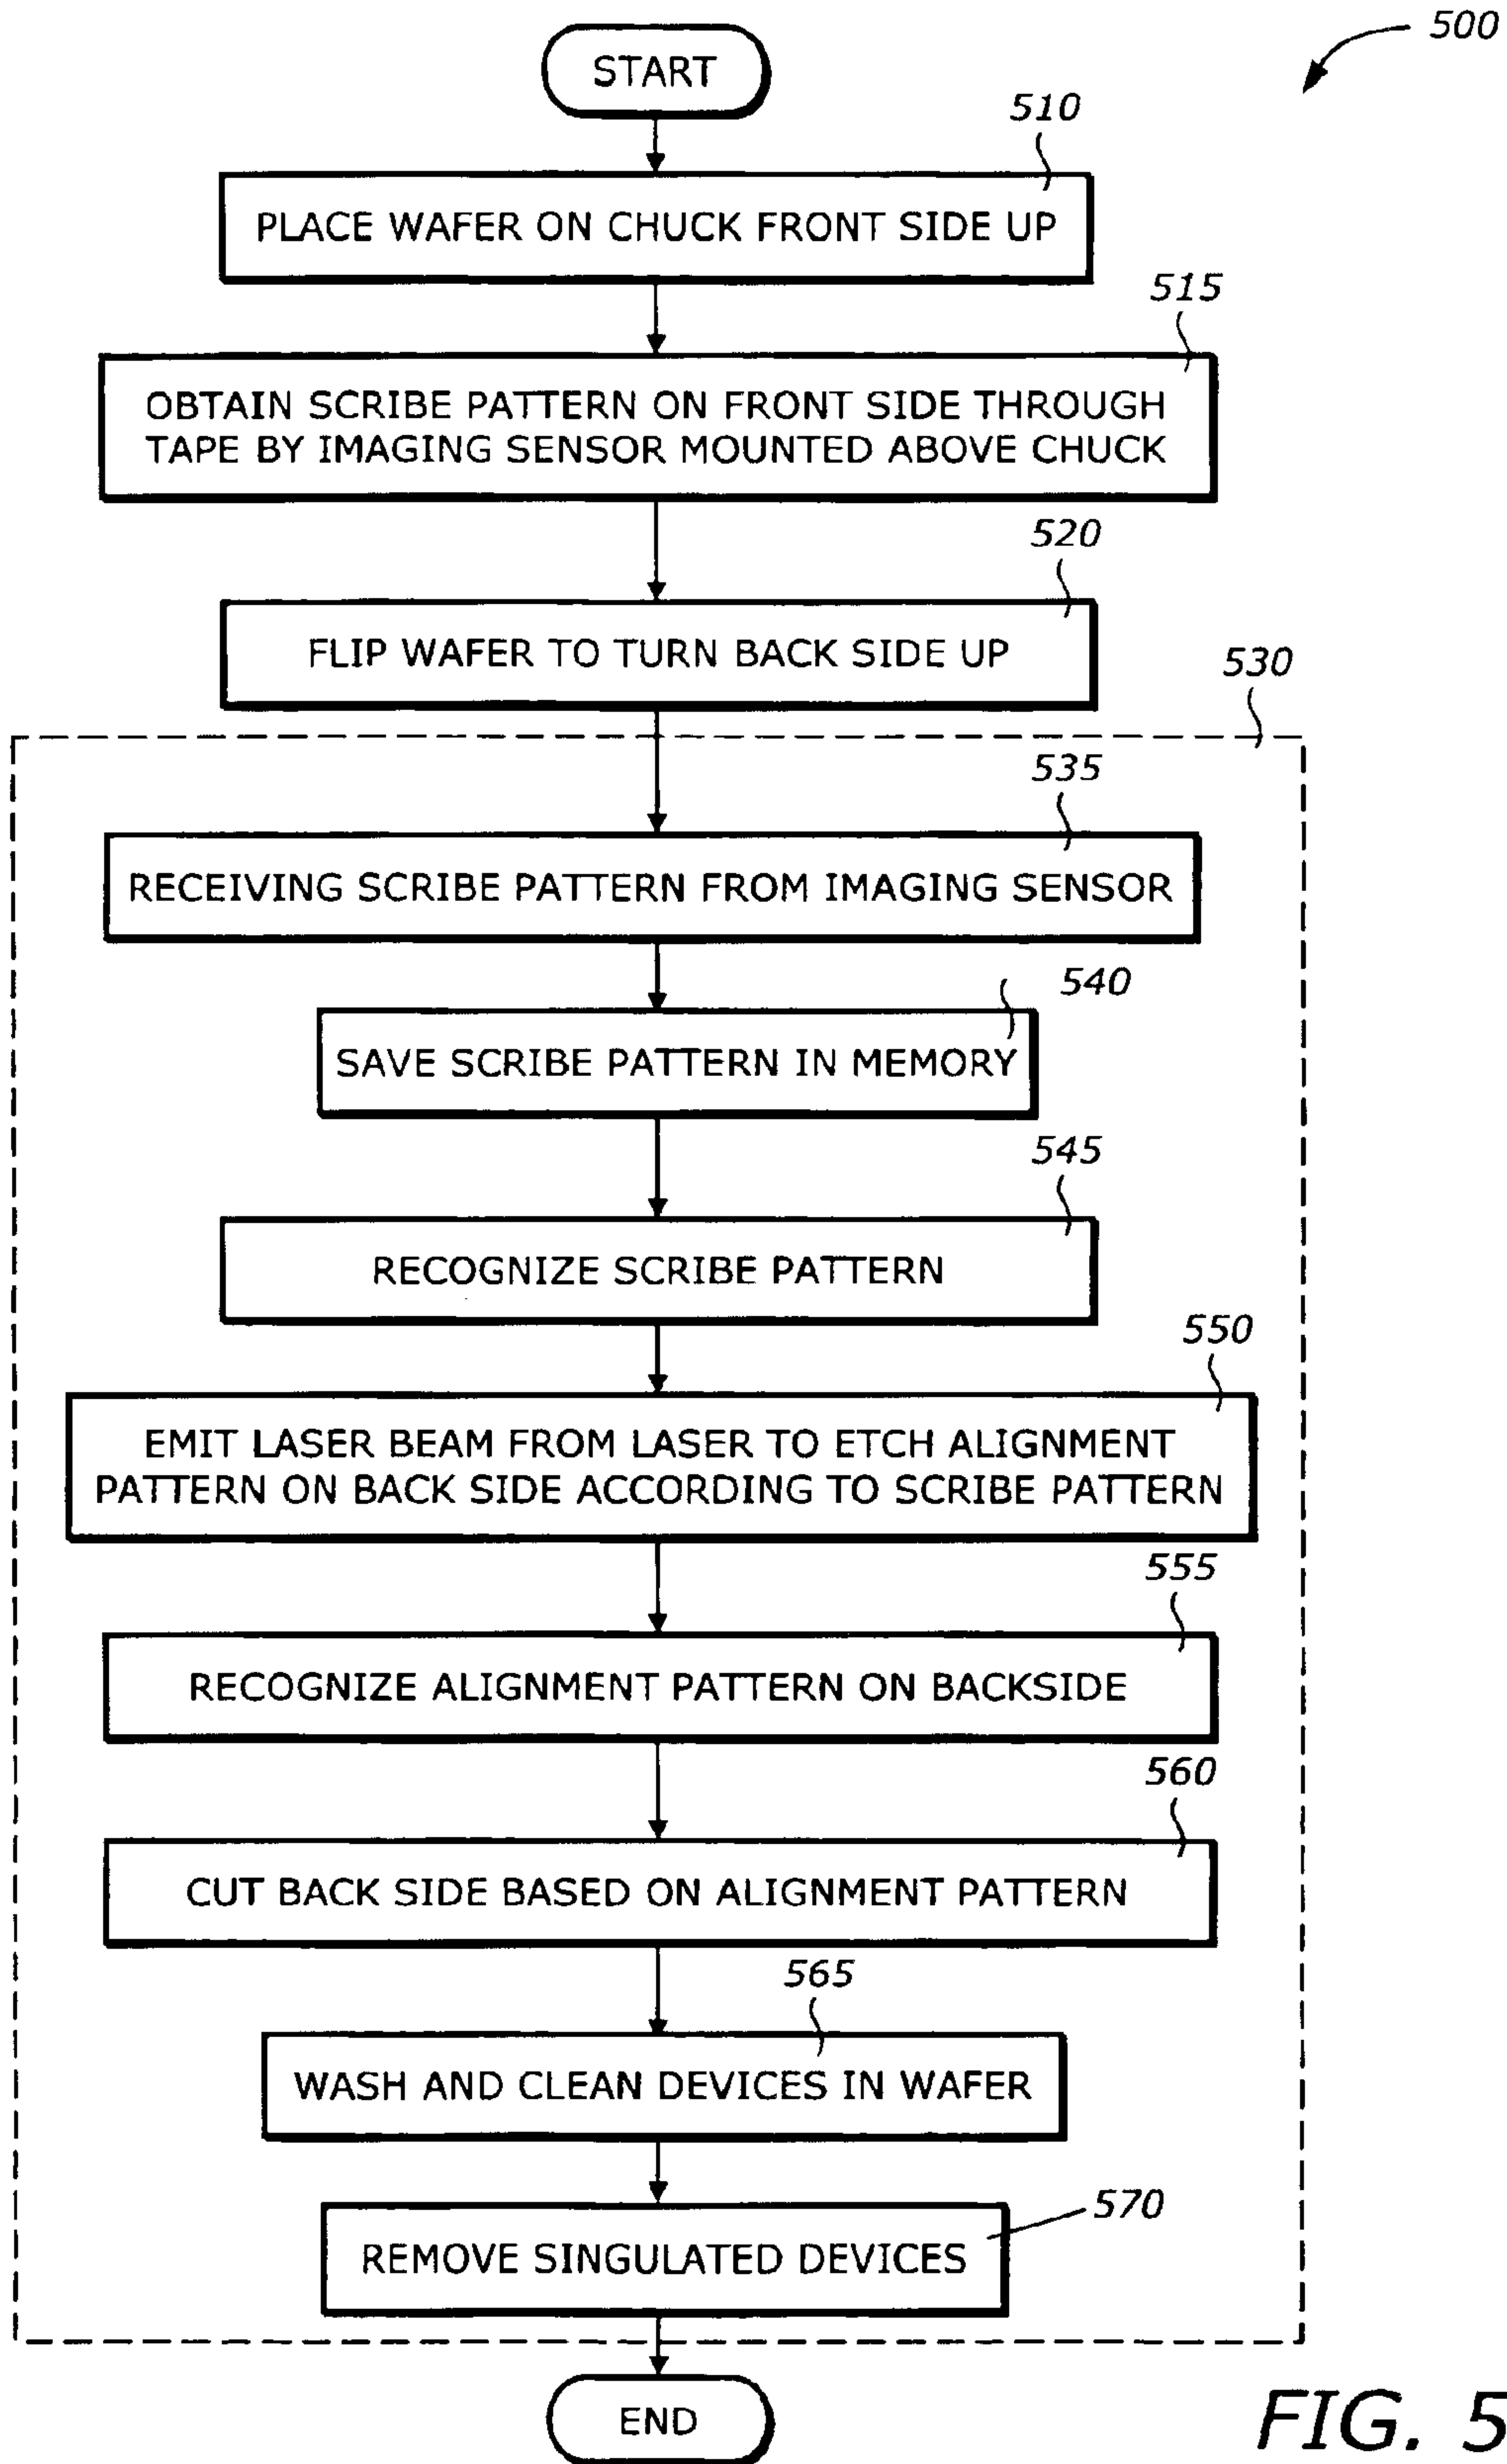 500
START
510
PLACE WAFER ON CHUCK FRONT SIDE UP
515
OBTAIN SCRIBE PATTERN ON FRONT SIDE THROUGH
TAPE BY IMAGING SENSOR MOUNTED ABOVE CHUCK
520
FLIP WAFER TO TURN BACK SIDE UP
530
535
RECEIVING SCRIBE PATTERN FROM IMAGING SENSOR
540
SAVE SCRIBE PATTERN IN MEMORY
545
RECOGNIZE SCRIBE PATTERN
550
EMIT LASER BEAM FROM LASER TO ETCH ALIGNMENT
PATTERN ON BACK SIDE ACCORDING TO SCRIBE PATTERN
555
RECOGNIZE ALIGNMENT PATTERN ON BACKSIDE
560
CUT BACK SIDE BASED ON ALIGNMENT PATTERN
565
WASH AND CLEAN DEVICES IN WAFER
570
REMOVE SINGULATED DEVICES
END
FIG. 5